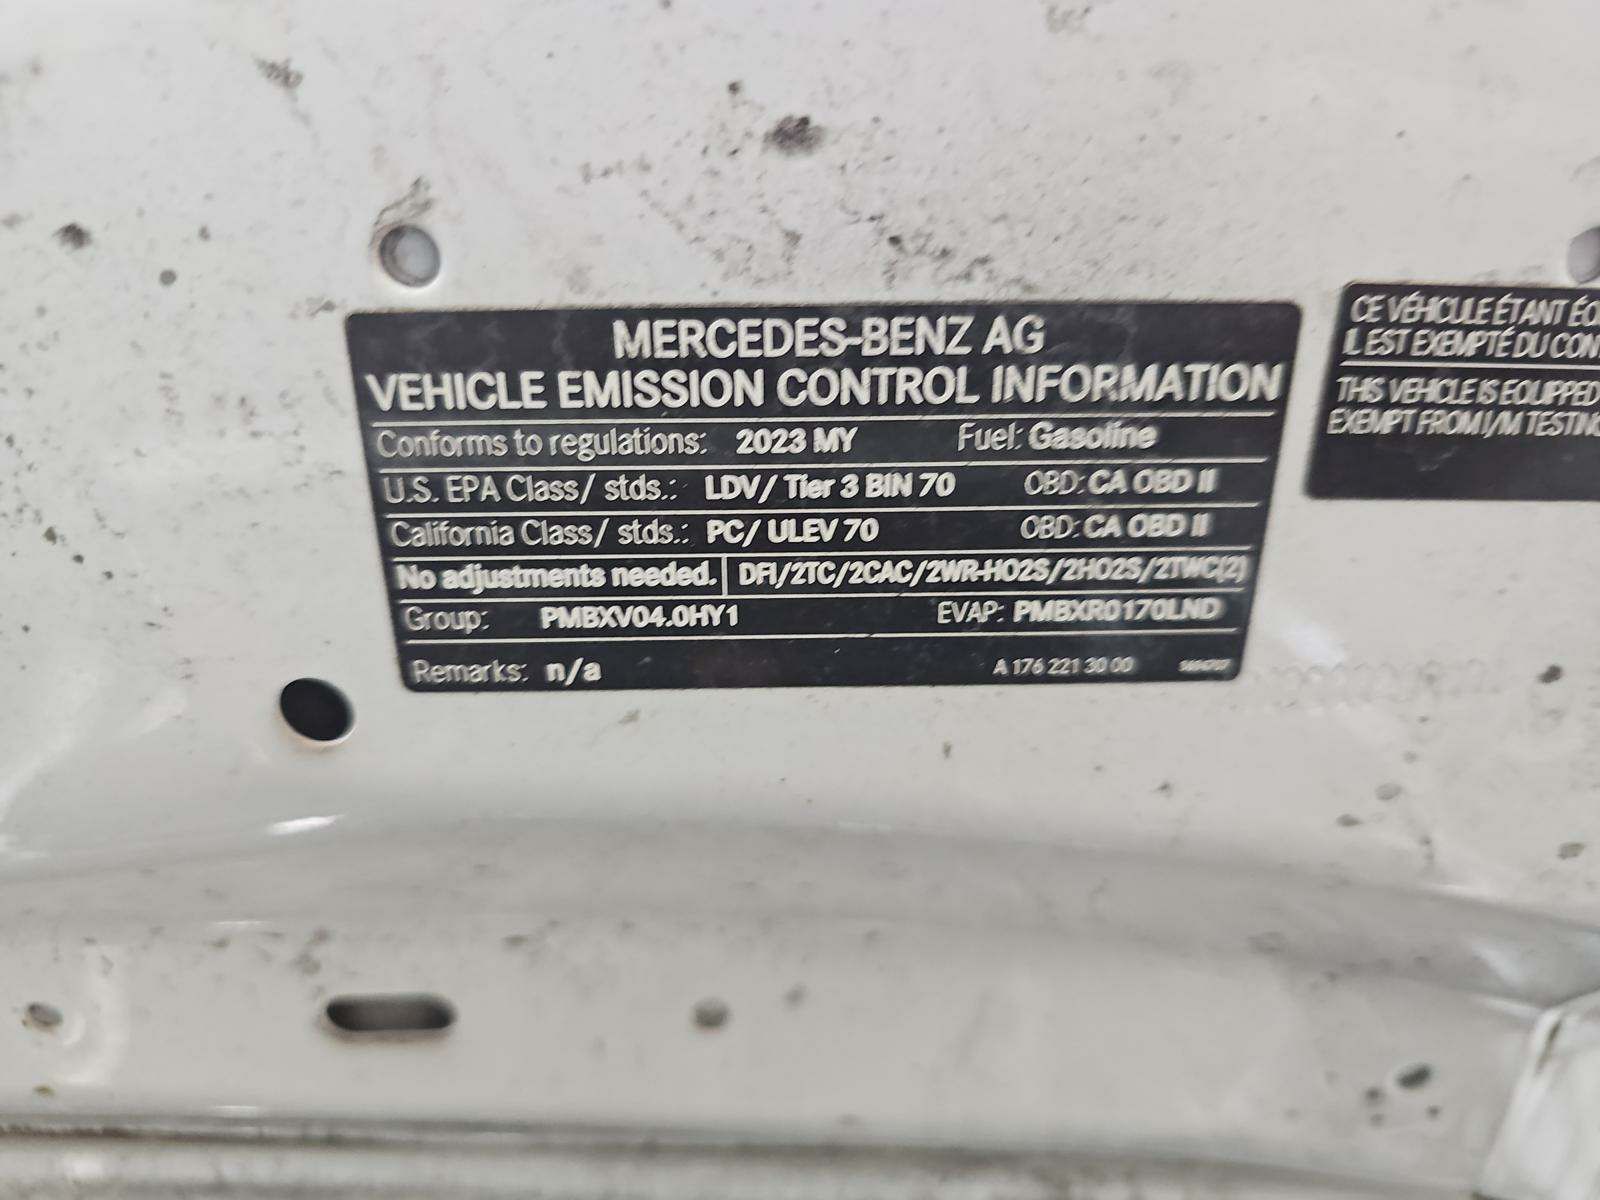 MERCEDES-BENZ AG
VEHICLE EMISSION CONTROL INFORMATION
Conforms to regulations: 2023 MY Fuel: Gasoline
U.S. EPA Class/ stds.: LDV/ Tier 3 BIN 70 OBD: CA OBD II
California Class/ stds.: PC/ ULEV 70 OBD: CA OBD II
No adjustments needed. DFI/2TC/2CAC/2WR-HO2S/2HO2S/2TWC(2)
Group: PMBXV04.0HY1 EVAP: PMBXR0170LND
Remarks: n/a A 176 221 30 00
CE VÉHICULE ÉTANT
IL EST EXEMPTÉ DU
THIS VEHICLE IS EQUIPPED
EXEMPT FROM I/M TESTING